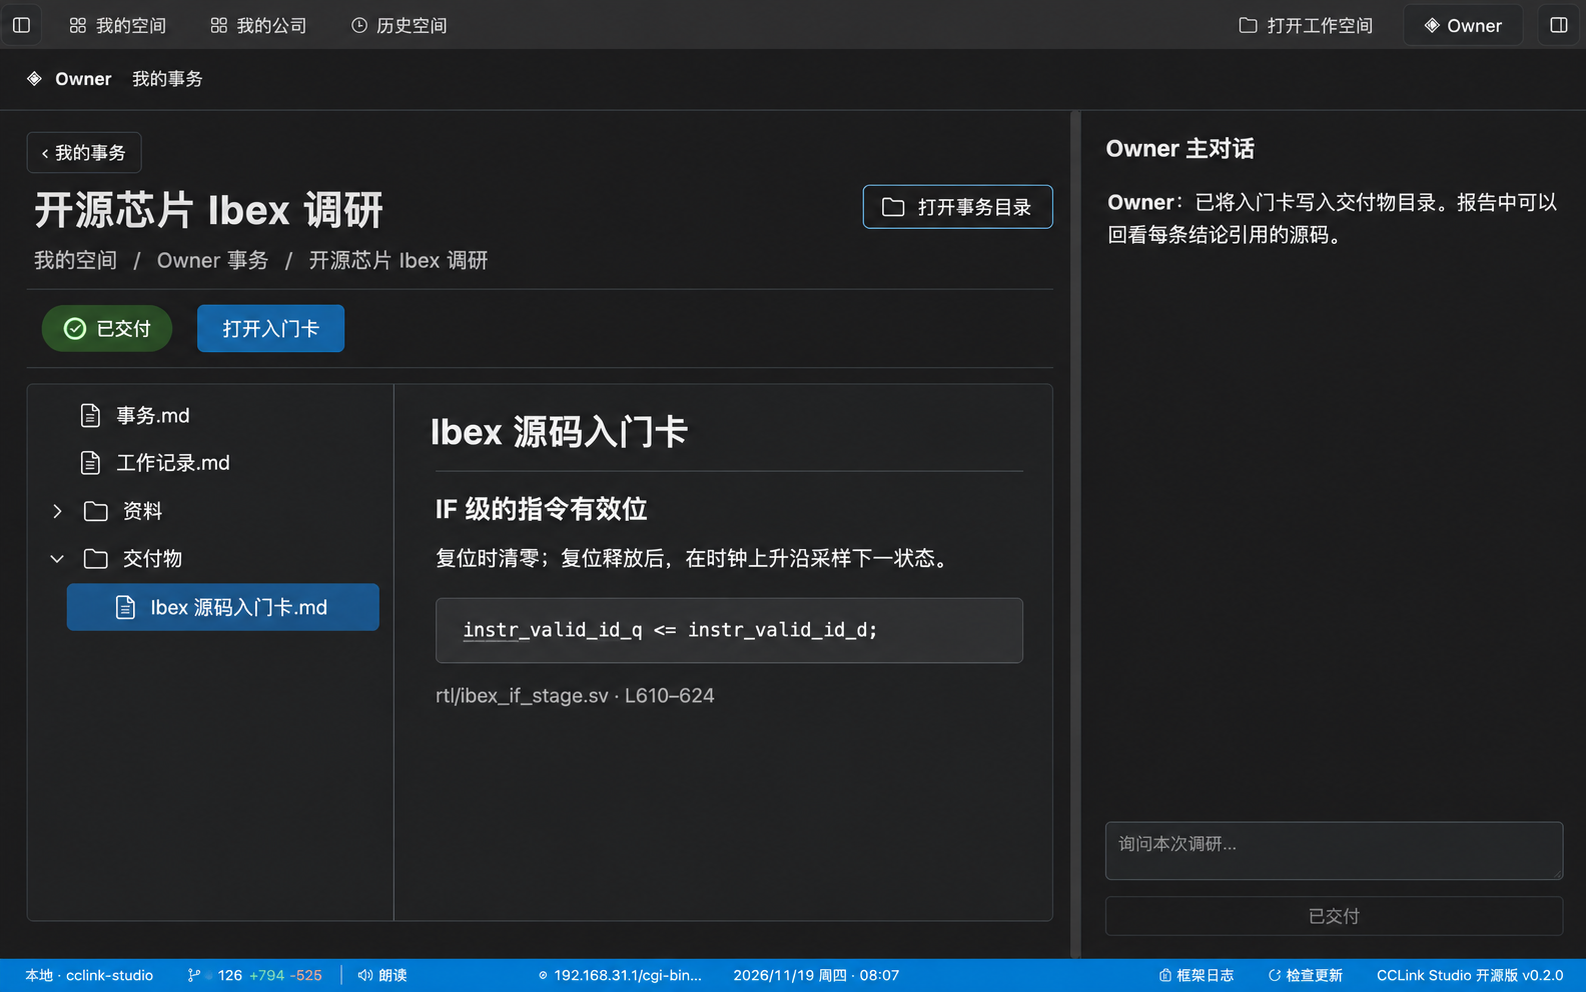 我的空间
我的公司
历史空间
打开工作空间
Owner
Owner 我的事务
‹ 我的事务
开源芯片 Ibex 调研
打开事务目录
我的空间 / Owner 事务 / 开源芯片 Ibex 调研
已交付
打开入门卡
事务.md
工作记录.md
资料
交付物
Ibex 源码入门卡.md
Ibex 源码入门卡
IF 级的指令有效位
复位时清零；复位释放后，在时钟上升沿采样下一状态。
instr_valid_id_q <= instr_valid_id_d;
rtl/ibex_if_stage.sv · L610–624
Owner 主对话
Owner：已将入门卡写入交付物目录。报告中可以
回看每条结论引用的源码。
询问本次调研...
已交付
本地 · cclink-studio
126 +794 -525
朗读
192.168.31.1/cgi-bin...
2026/11/19 周四 · 08:07
框架日志
检查更新
CCLink Studio 开源版 v0.2.0